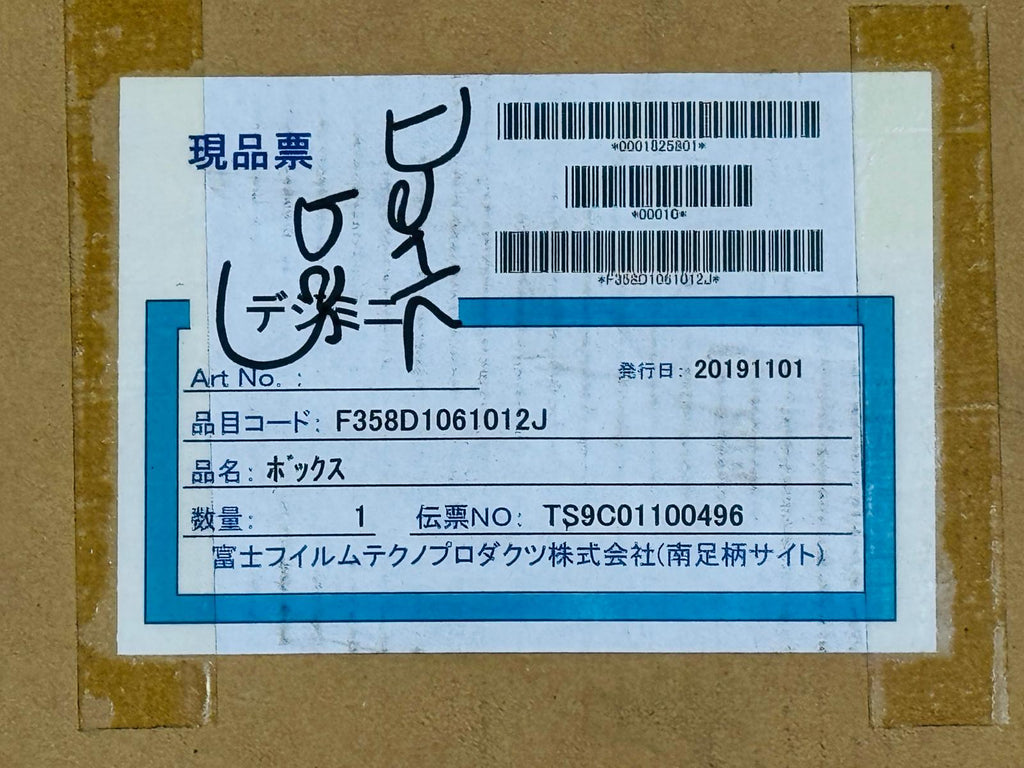 現品票
*0001825801*
*00010*
*F358D1061012J*
Art No. :
発行日: 20191101
品目コード: F358D1061012J
品名: ボックス
数量: 1 伝票NO: TS9C01100496
富士フイルムテクノプロダクツ株式会社(南足柄サイト)